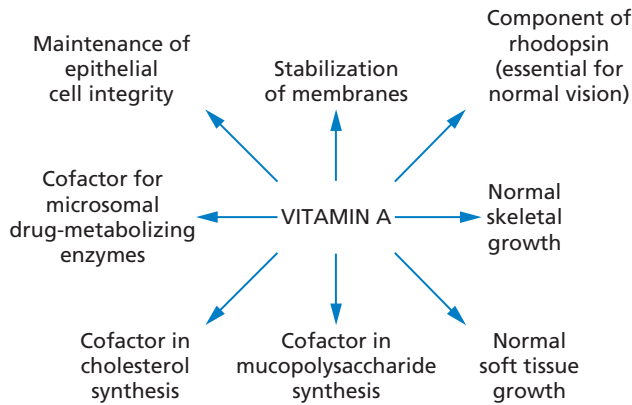 Maintenance of
epithelial
cell integrity
Stabilization
of membranes
Component of
rhodopsin
(essential for
normal vision)
Cofactor for
microsomal
drug-metabolizing
enzymes
VITAMIN A
Normal
skeletal
growth
Cofactor in
cholesterol
synthesis
Cofactor in
mucopolysaccharide
synthesis
Normal
soft tissue
growth